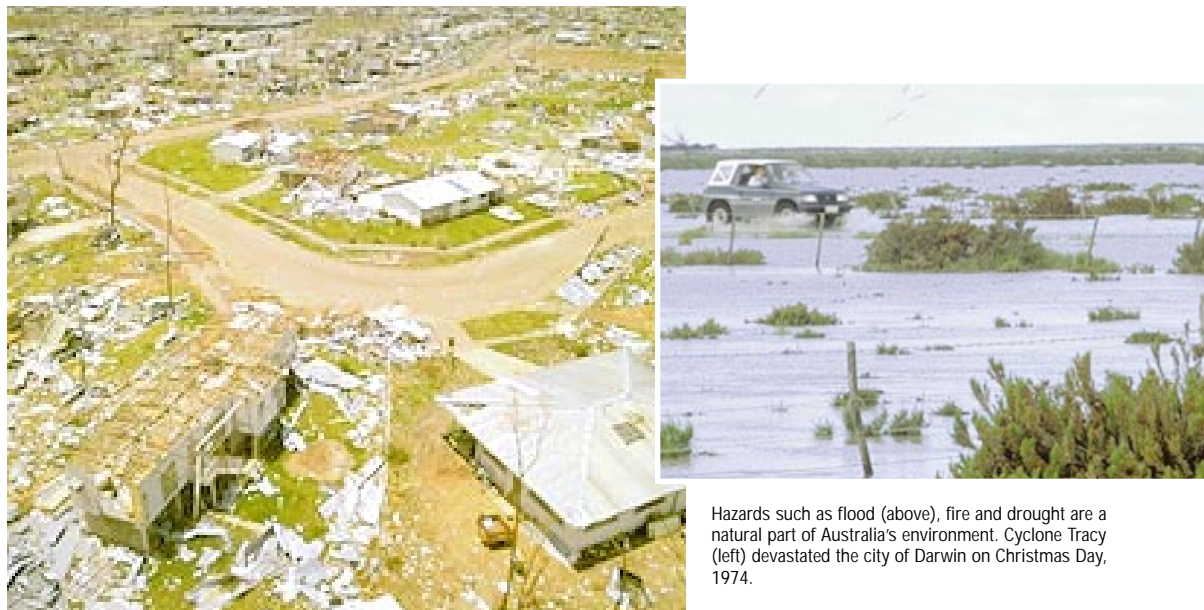 Hazards such as flood (above), fire and drought are a
natural part of Australia's environment. Cyclone Tracy
(left) devastated the city of Darwin on Christmas Day,
1974.